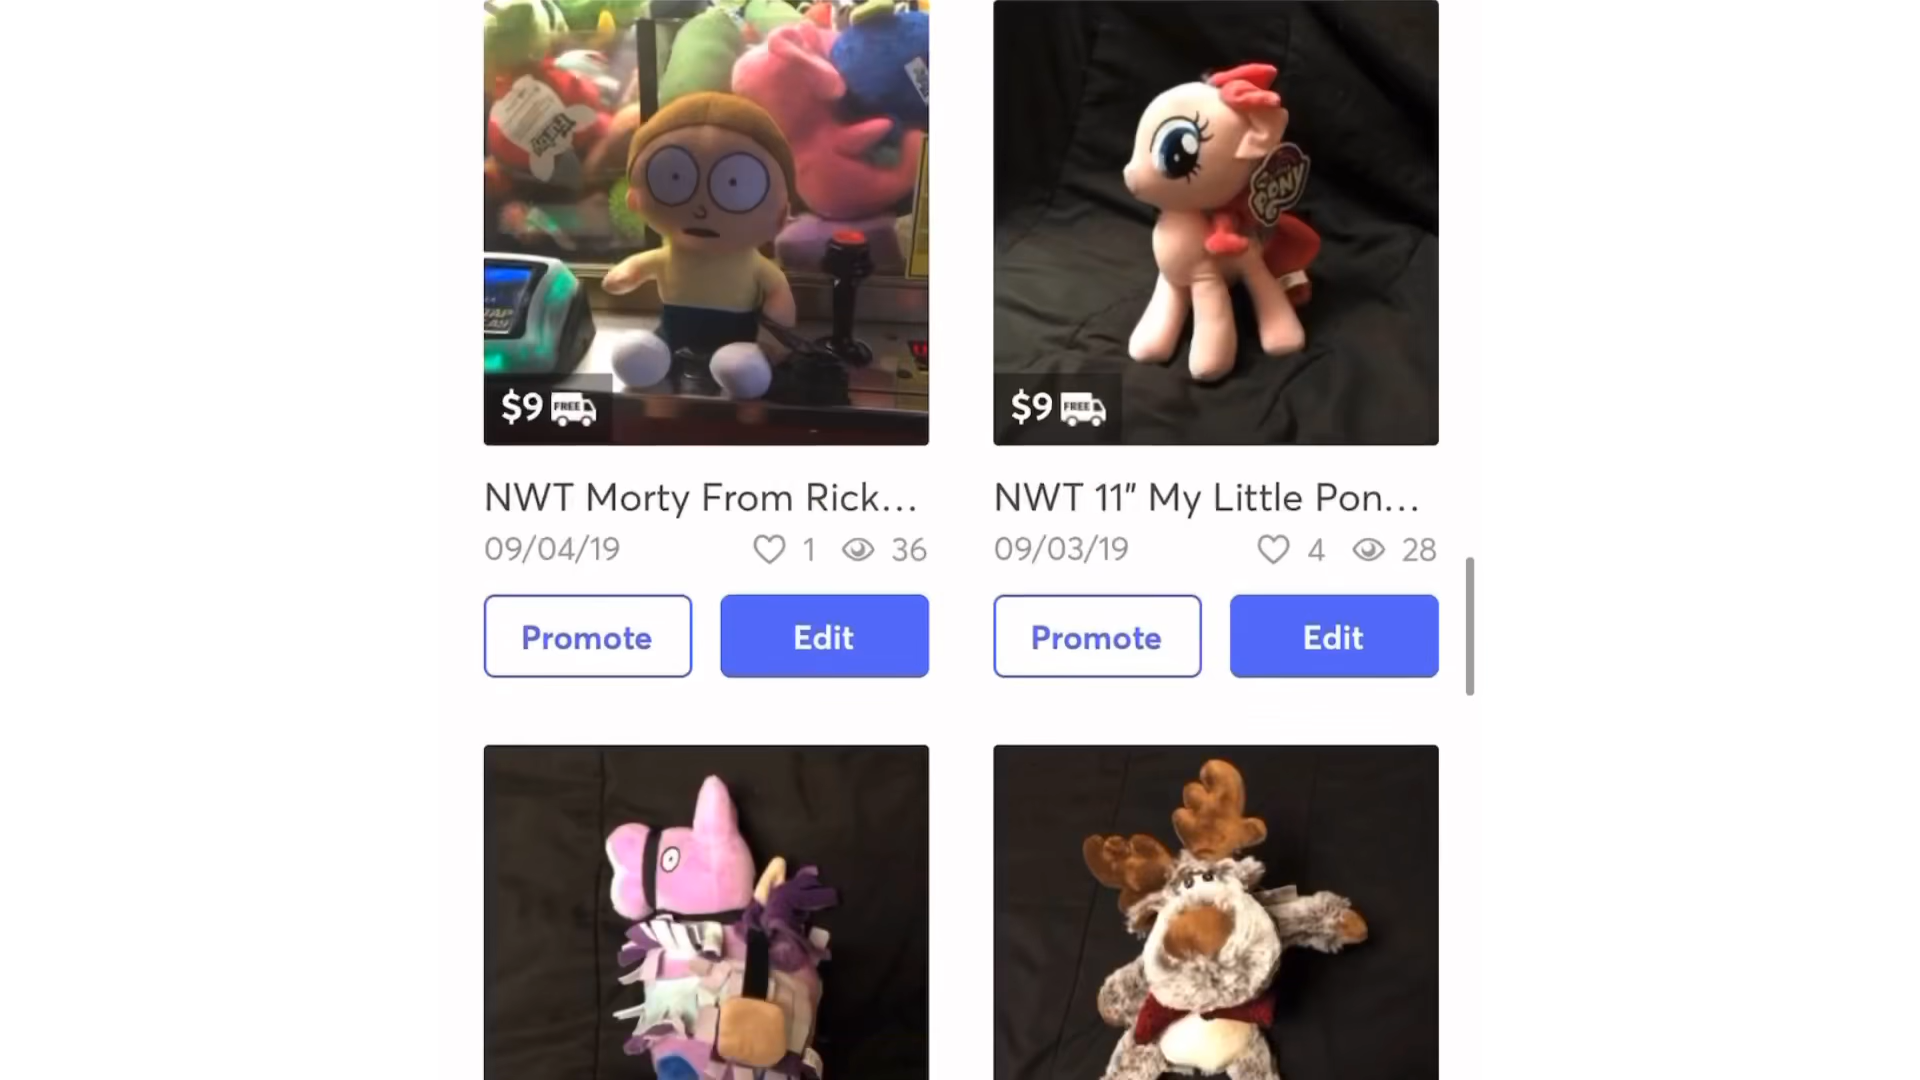 PONY
$9 FREE
$9 FREE
NWT Morty From Rick...
NWT 11" My Little Pon...
09/04/19 1 36
09/03/19 4 28
Promote Edit
Promote Edit